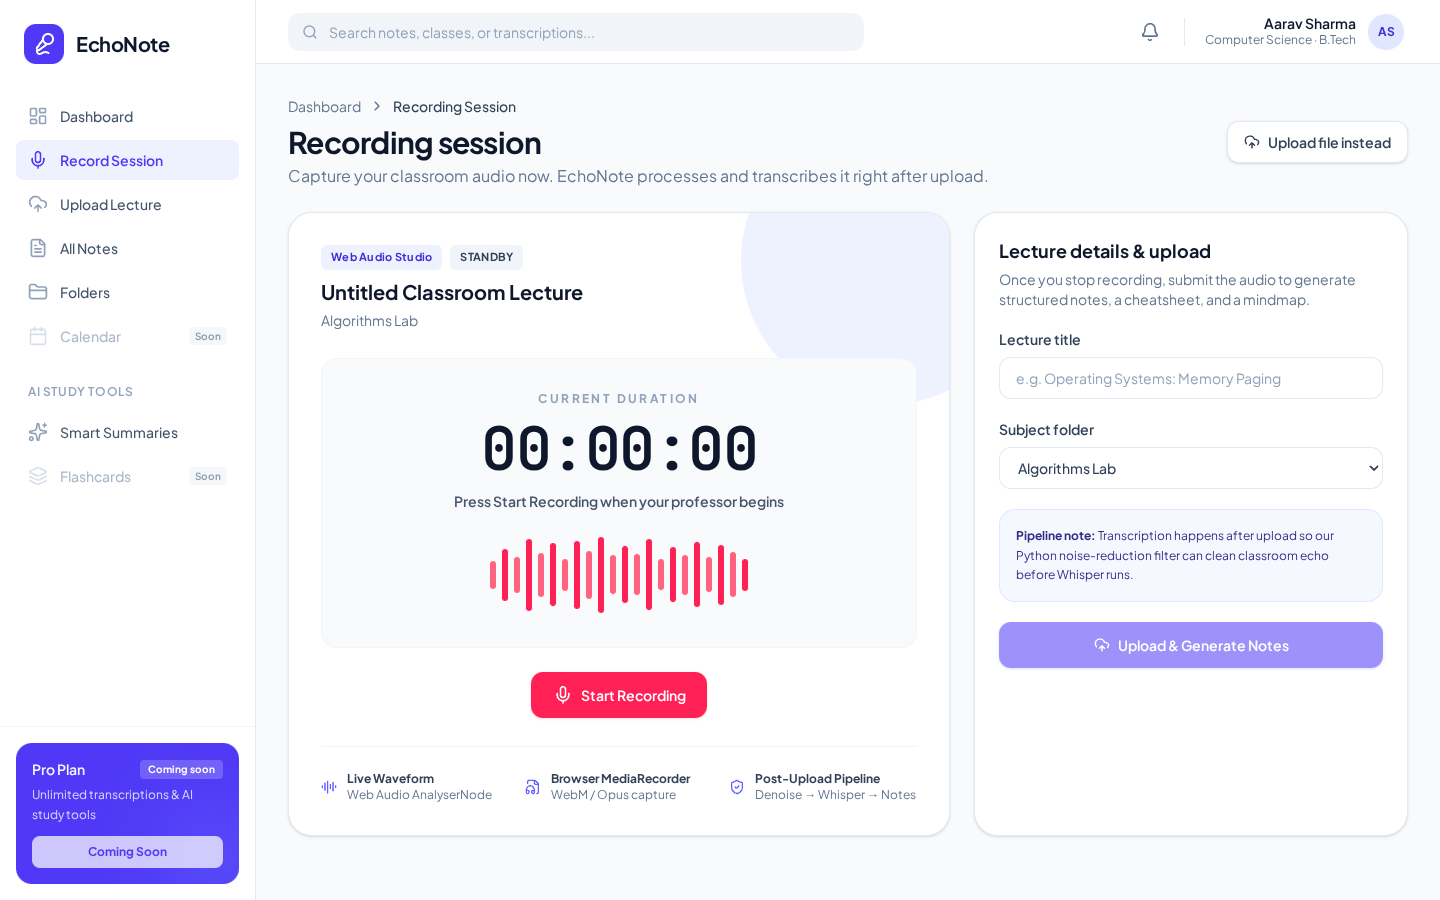 EchoNote
Dashboard
Record Session
Upload Lecture
All Notes
Folders
Calendar
Soon
AI STUDY TOOLS
Smart Summaries
Flashcards
Soon
Pro Plan
Coming soon
Unlimited transcriptions & AI
study tools
Coming Soon
Search notes, classes, or transcriptions...
Aarav Sharma
Computer Science · B.Tech
AS
Dashboard
Recording Session
Recording session
Capture your classroom audio now. EchoNote processes and transcribes it right after upload.
Upload file instead
Web Audio Studio
STANDBY
Untitled Classroom Lecture
Algorithms Lab
CURRENT DURATION
00:00:00
Press Start Recording when your professor begins
Start Recording
Live Waveform
Web Audio AnalyserNode
Browser MediaRecorder
WebM / Opus capture
Post-Upload Pipeline
Denoise → Whisper → Notes
Lecture details & upload
Once you stop recording, submit the audio to generate
structured notes, a cheatsheet, and a mindmap.
Lecture title
e.g. Operating Systems: Memory Paging
Subject folder
Algorithms Lab
Pipeline note: Transcription happens after upload so our
Python noise-reduction filter can clean classroom echo
before Whisper runs.
Upload & Generate Notes